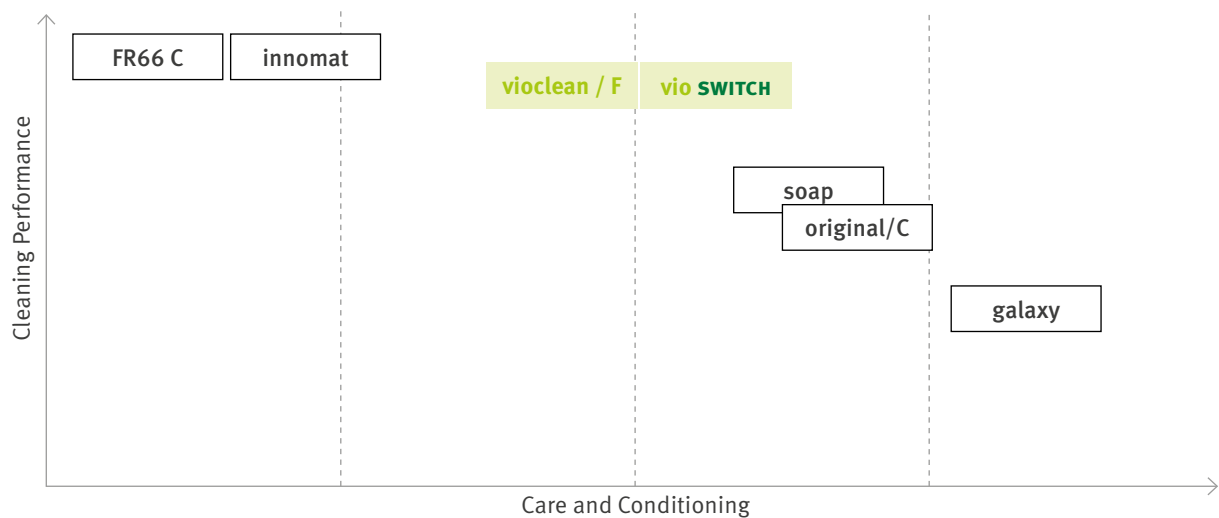 FR66 C
innomat
vioclean / F
vio SWITCH
soap
original/C
galaxy
Cleaning Performance
Care and Conditioning